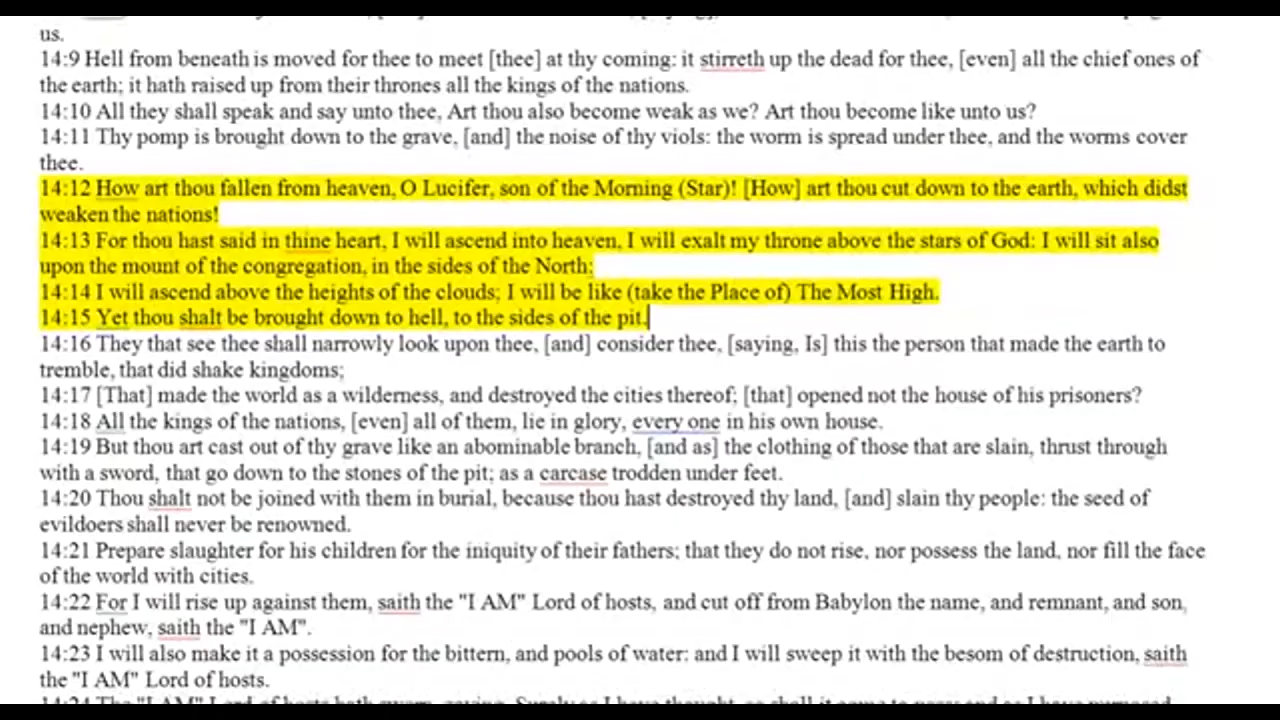 us.
14:9 Hell from beneath is moved for thee to meet [thee] at thy coming: it stirreth up the dead for thee, [even] all the chief ones of
the earth; it hath raised up from their thrones all the kings of the nations.
14:10 All they shall speak and say unto thee, Art thou also become weak as we? Art thou become like unto us?
14:11 Thy pomp is brought down to the grave, [and] the noise of thy viols: the worm is spread under thee, and the worms cover
thee.
14:12 How art thou fallen from heaven, O Lucifer, son of the Morning (Star)! [How] art thou cut down to the earth, which didst
weaken the nations!
14:13 For thou hast said in thine heart, I will ascend into heaven, I will exalt my throne above the stars of God: I will sit also
upon the mount of the congregation, in the sides of the North;
14:14 I will ascend above the heights of the clouds; I will be like (take the Place of) The Most High.
14:15 Yet thou shalt be brought down to hell, to the sides of the pit.
14:16 They that see thee shall narrowly look upon thee, [and] consider thee, [saying, Is] this the person that made the earth to
tremble, that did shake kingdoms;
14:17 [That] made the world as a wilderness, and destroyed the cities thereof; [that] opened not the house of his prisoners?
14:18 All the kings of the nations, [even] all of them, lie in glory, every one in his own house.
14:19 But thou art cast out of thy grave like an abominable branch, [and as] the clothing of those that are slain, thrust through
with a sword, that go down to the stones of the pit; as a carcase trodden under feet.
14:20 Thou shalt not be joined with them in burial, because thou hast destroyed thy land, [and] slain thy people: the seed of
evildoers shall never be renowned.
14:21 Prepare slaughter for his children for the iniquity of their fathers; that they do not rise, nor possess the land, nor fill the face
of the world with cities.
14:22 For I will rise up against them, saith the "I AM" Lord of hosts, and cut off from Babylon the name, and remnant, and son,
and nephew, saith the "I AM".
14:23 I will also make it a possession for the bittern, and pools of water: and I will sweep it with the besom of destruction, saith
the "I AM" Lord of hosts.